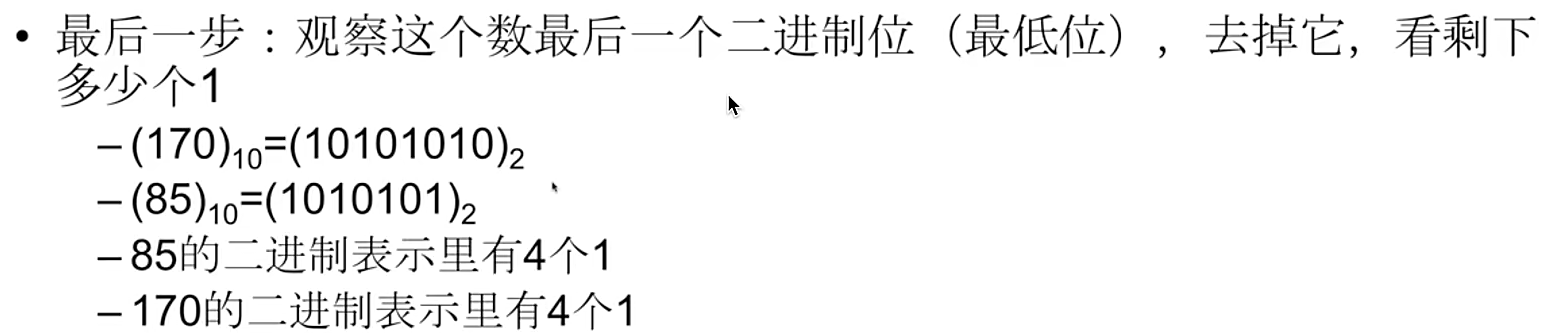 • 最后一步：观察这个数最后一个二进制位（最低位），去掉它，看剩下
多少个1
– (170)₁₀=(10101010)₂
– (85)₁₀=(1010101)₂
– 85的二进制表示里有4个1
– 170的二进制表示里有4个1